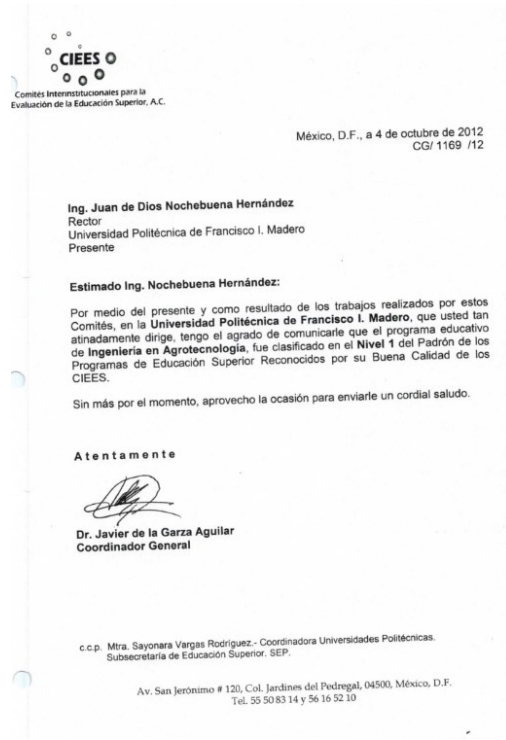 CIEES
Comités Interinstitucionales para la
Evaluación de la Educación Superior, A.C.
México, D.F., a 4 de octubre de 2012
CG/ 1169 /12
Ing. Juan de Dios Nochebuena Hernández
Rector
Universidad Politécnica de Francisco I. Madero
Presente
Estimado Ing. Nochebuena Hernández:
Por medio del presente y como resultado de los trabajos realizados por estos
Comités, en la Universidad Politécnica de Francisco I. Madero, que usted tan
atinadamente dirige, tengo el agrado de comunicarle que el programa educativo
de Ingeniería en Agrotecnología, fue clasificado en el Nivel 1 del Padrón de los
Programas de Educación Superior Reconocidos por su Buena Calidad de los
CIEES.
Sin más por el momento, aprovecho la ocasión para enviarle un cordial saludo.
Atentamente
Dr. Javier de la Garza Aguilar
Coordinador General
c.c.p. Mtra. Sayonara Vargas Rodríguez.- Coordinadora Universidades Politécnicas.
Subsecretaría de Educación Superior. SEP.
Av. San Jerónimo # 120, Col. Jardines del Pedregal, 04500, México, D.F.
Tel. 55 50 83 14 y 56 16 52 10